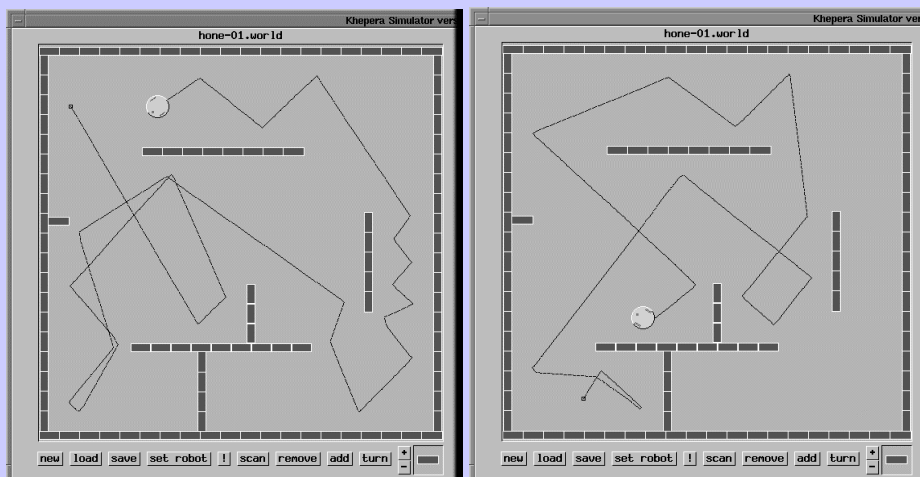 Khepera Simulator vers
hone-01.world
new load save set robot ! scan remove add turn + -
Khepera Simulator ver
hone-01.world
new load save set robot ! scan remove add turn + -